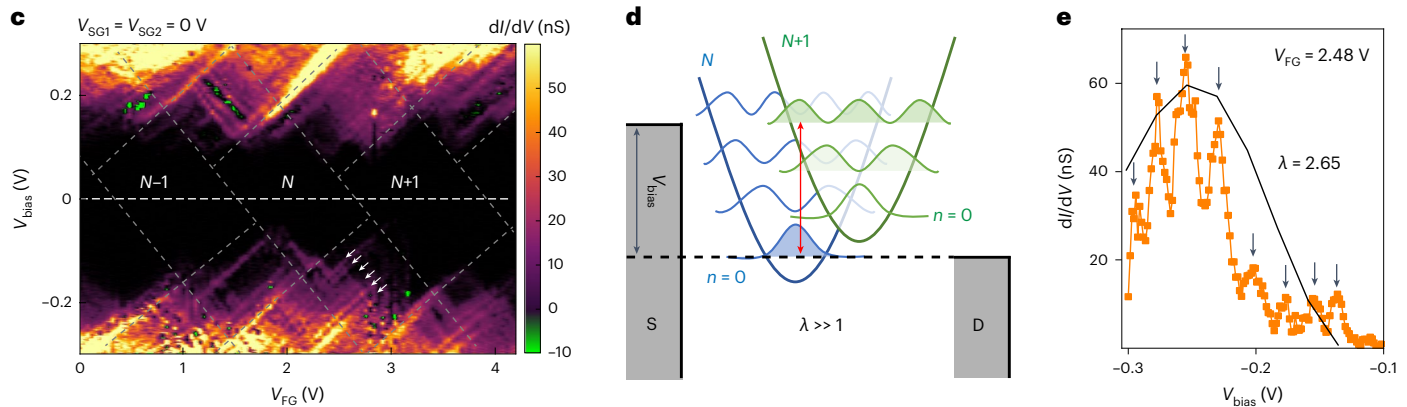 c
V_SG1 = V_SG2 = 0 V
dI/dV (nS)
V_bias (V)
0.2
0
−0.2
N−1
N
N+1
0
1
2
3
4
V_FG (V)
50
40
30
20
10
0
−10
d
N
N+1
V_bias
n = 0
n = 0
S
λ >> 1
D
e
V_FG = 2.48 V
λ = 2.65
dI/dV (nS)
60
40
20
−0.3
−0.2
−0.1
V_bias (V)